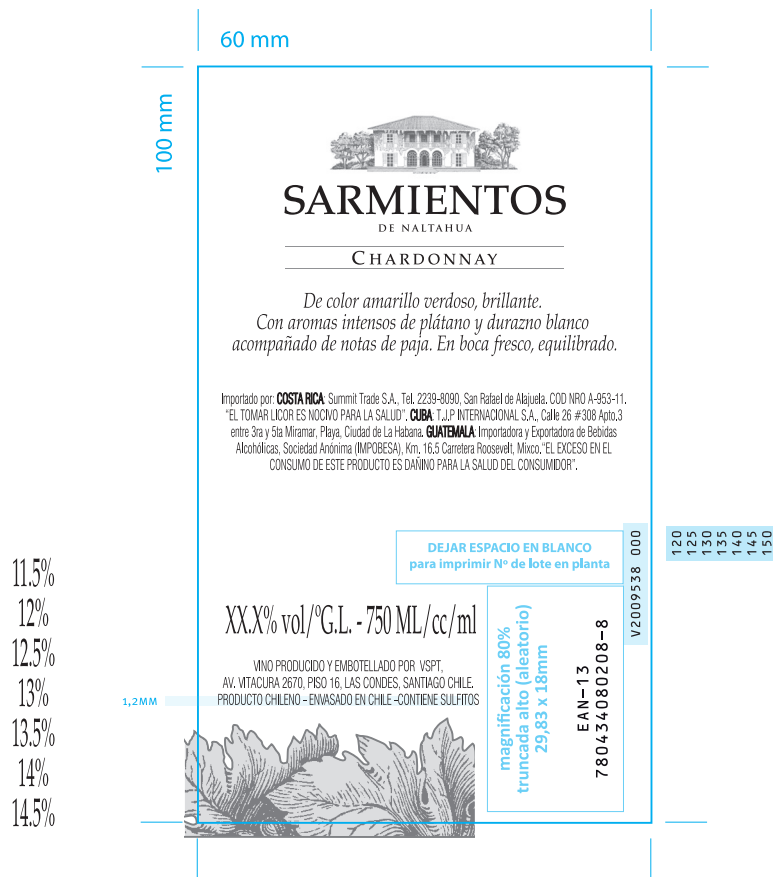 60 mm
100 mm
SARMIENTOS
DE NALTAHUA
CHARDONNAY
De color amarillo verdoso, brillante.
Con aromas intensos de plátano y durazno blanco
acompañado de notas de paja. En boca fresco, equilibrado.
Importado por: COSTA RICA: Summit Trade S.A., Tel. 2239-8090, San Rafael de Alajuela. COD NRO A-953-11.
“EL TOMAR LICOR ES NOCIVO PARA LA SALUD”. CUBA: T.J.P INTERNACIONAL S.A., Calle 26 #308 Apto.3
entre 3ra y 5ta Miramar, Playa, Ciudad de La Habana. GUATEMALA: Importadora y Exportadora de Bebidas
Alcohólicas, Sociedad Anónima (IMPOBESA), Km. 16.5 Carretera Roosevelt, Mixco.“EL EXCESO EN EL
CONSUMO DE ESTE PRODUCTO ES DAÑINO PARA LA SALUD DEL CONSUMIDOR”.
DEJAR ESPACIO EN BLANCO
para imprimir Nº de lote en planta
V2009538 000
120
125
130
135
140
145
150
11.5%
12%
12.5%
13%
13.5%
14%
14.5%
XX.X% vol/ºG.L. - 750 ML/cc/ml
VINO PRODUCIDO Y EMBOTELLADO POR VSPT,
AV. VITACURA 2670, PISO 16, LAS CONDES, SANTIAGO CHILE.
PRODUCTO CHILENO – ENVASADO EN CHILE –CONTIENE SULFITOS
1,2MM
magnificación 80%
truncada alto (aleatorio)
29,83 x 18mm
EAN-13
780434080208-8